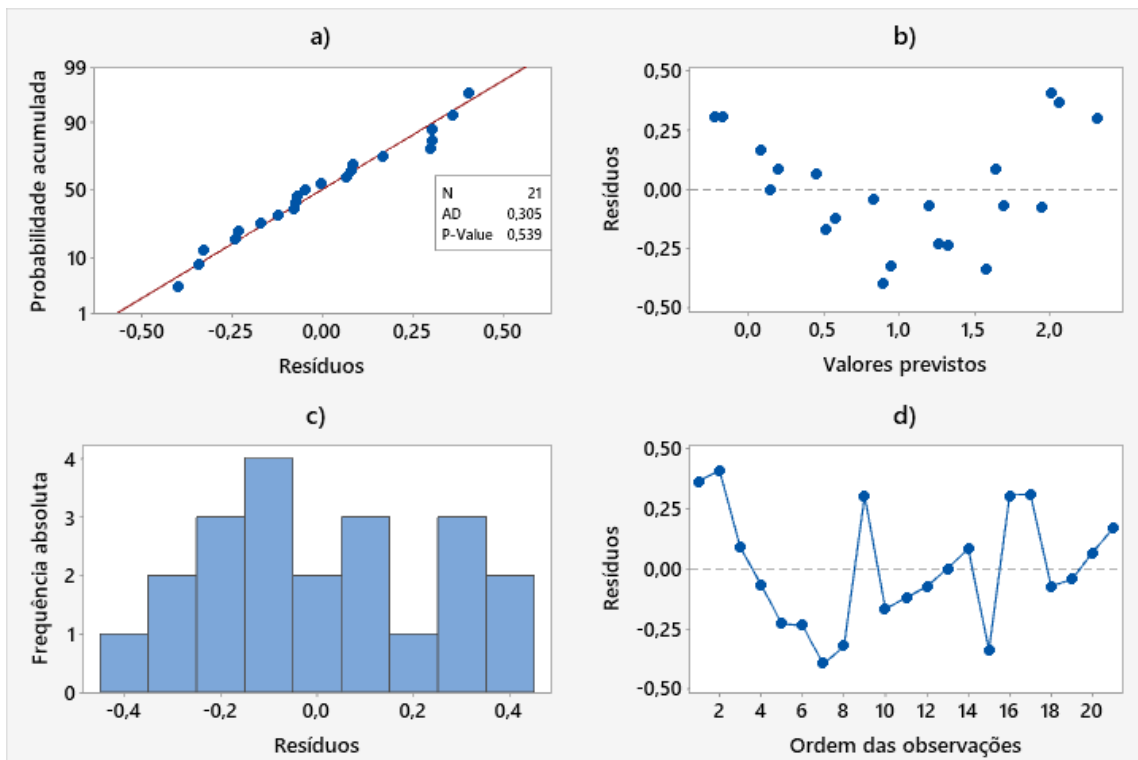 a)
Probabilidade acumulada
99
90
50
10
1
N 21
AD 0,305
P-Value 0,539
-0,50 -0,25 0,00 0,25 0,50
Resíduos
b)
Resíduos
0,50
0,25
0,00
-0,25
-0,50
0,0 0,5 1,0 1,5 2,0
Valores previstos
c)
Frequência absoluta
4
3
2
1
0
-0,4 -0,2 0,0 0,2 0,4
Resíduos
d)
Resíduos
0,50
0,25
0,00
-0,25
-0,50
2 4 6 8 10 12 14 16 18 20
Ordem das observações